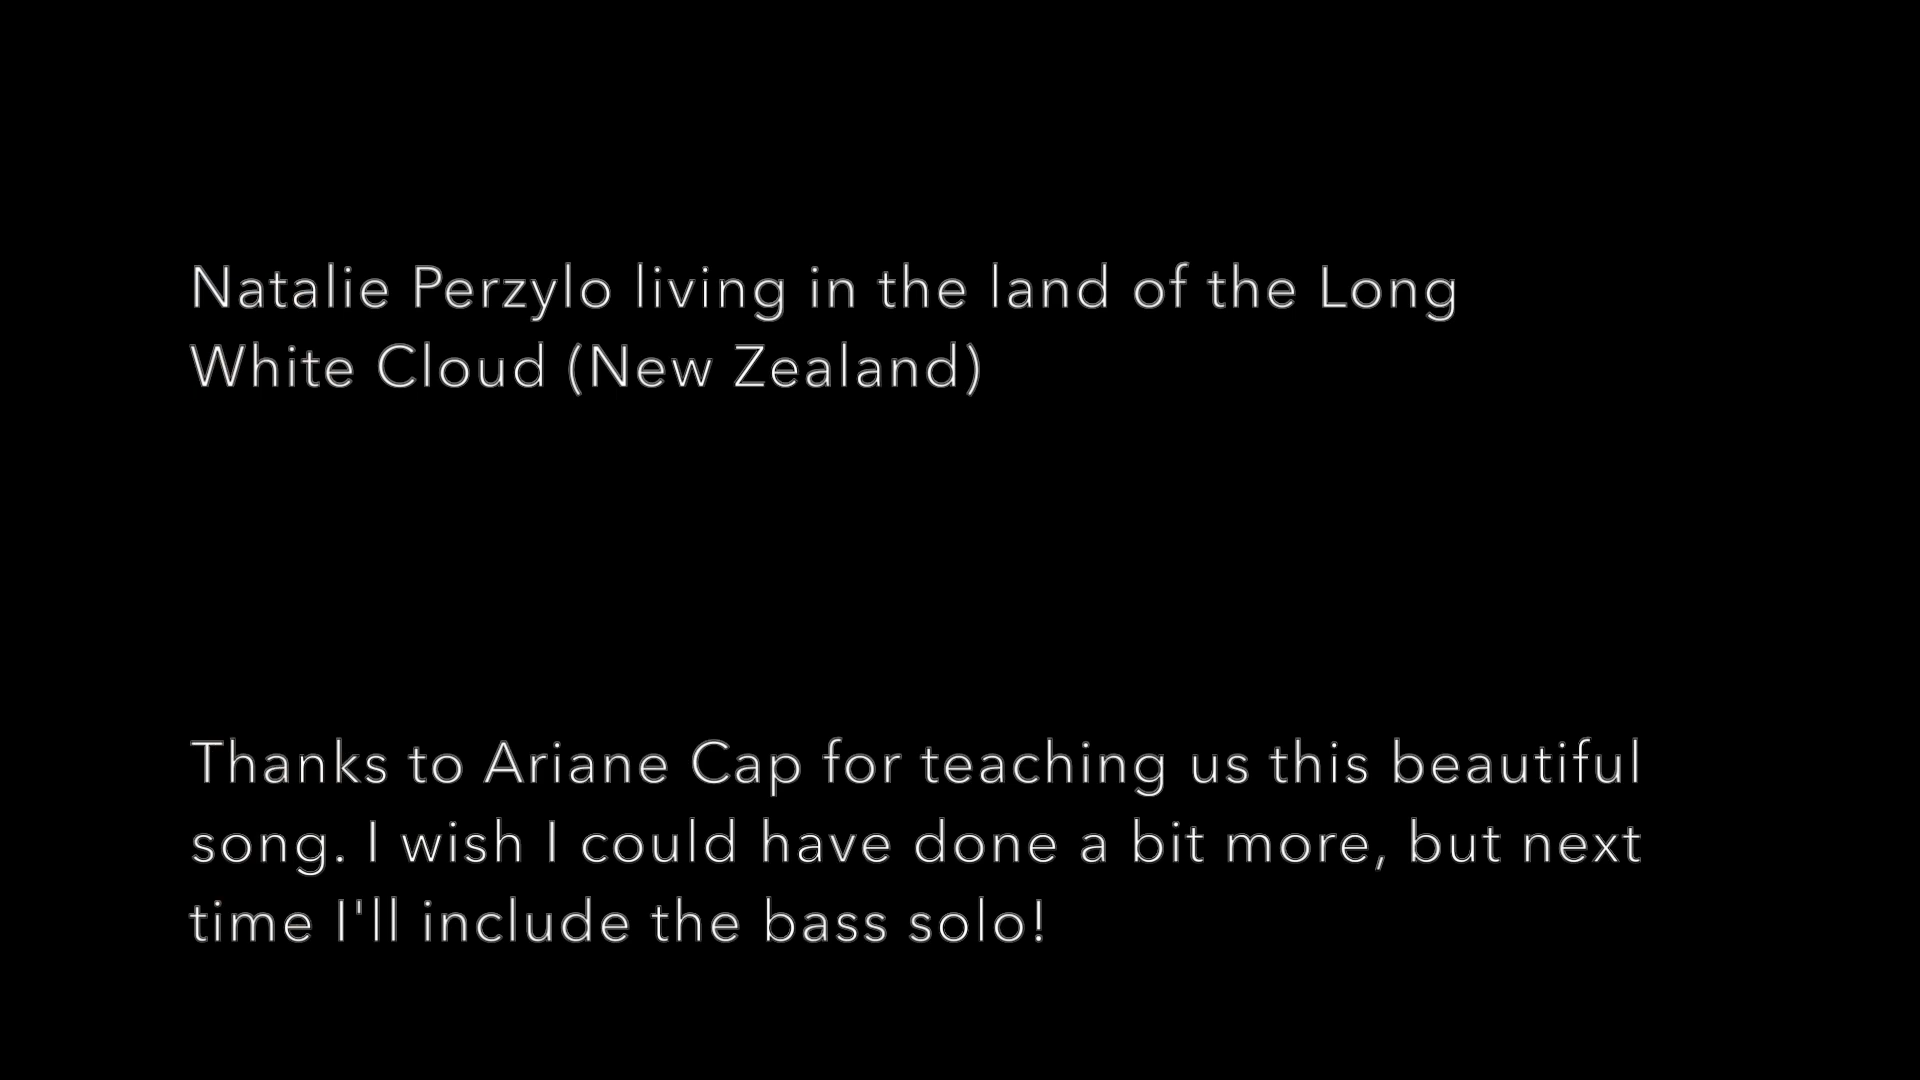 Natalie Perzylo living in the land of the Long
White Cloud (New Zealand)
Thanks to Ariane Cap for teaching us this beautiful
song. I wish I could have done a bit more, but next
time I'll include the bass solo!